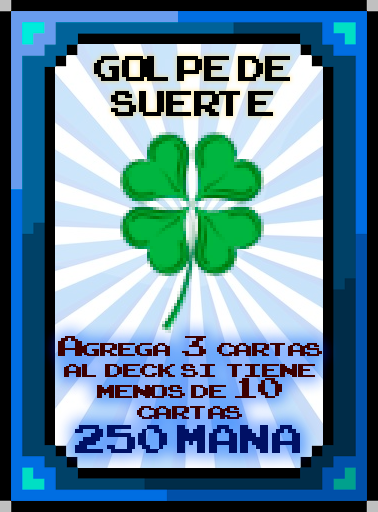 GOLPE DE
SUERTE
AGREGA 3 CARTAS
AL DECK SI TIENE
MENOS DE 10
CARTAS
250 MANA